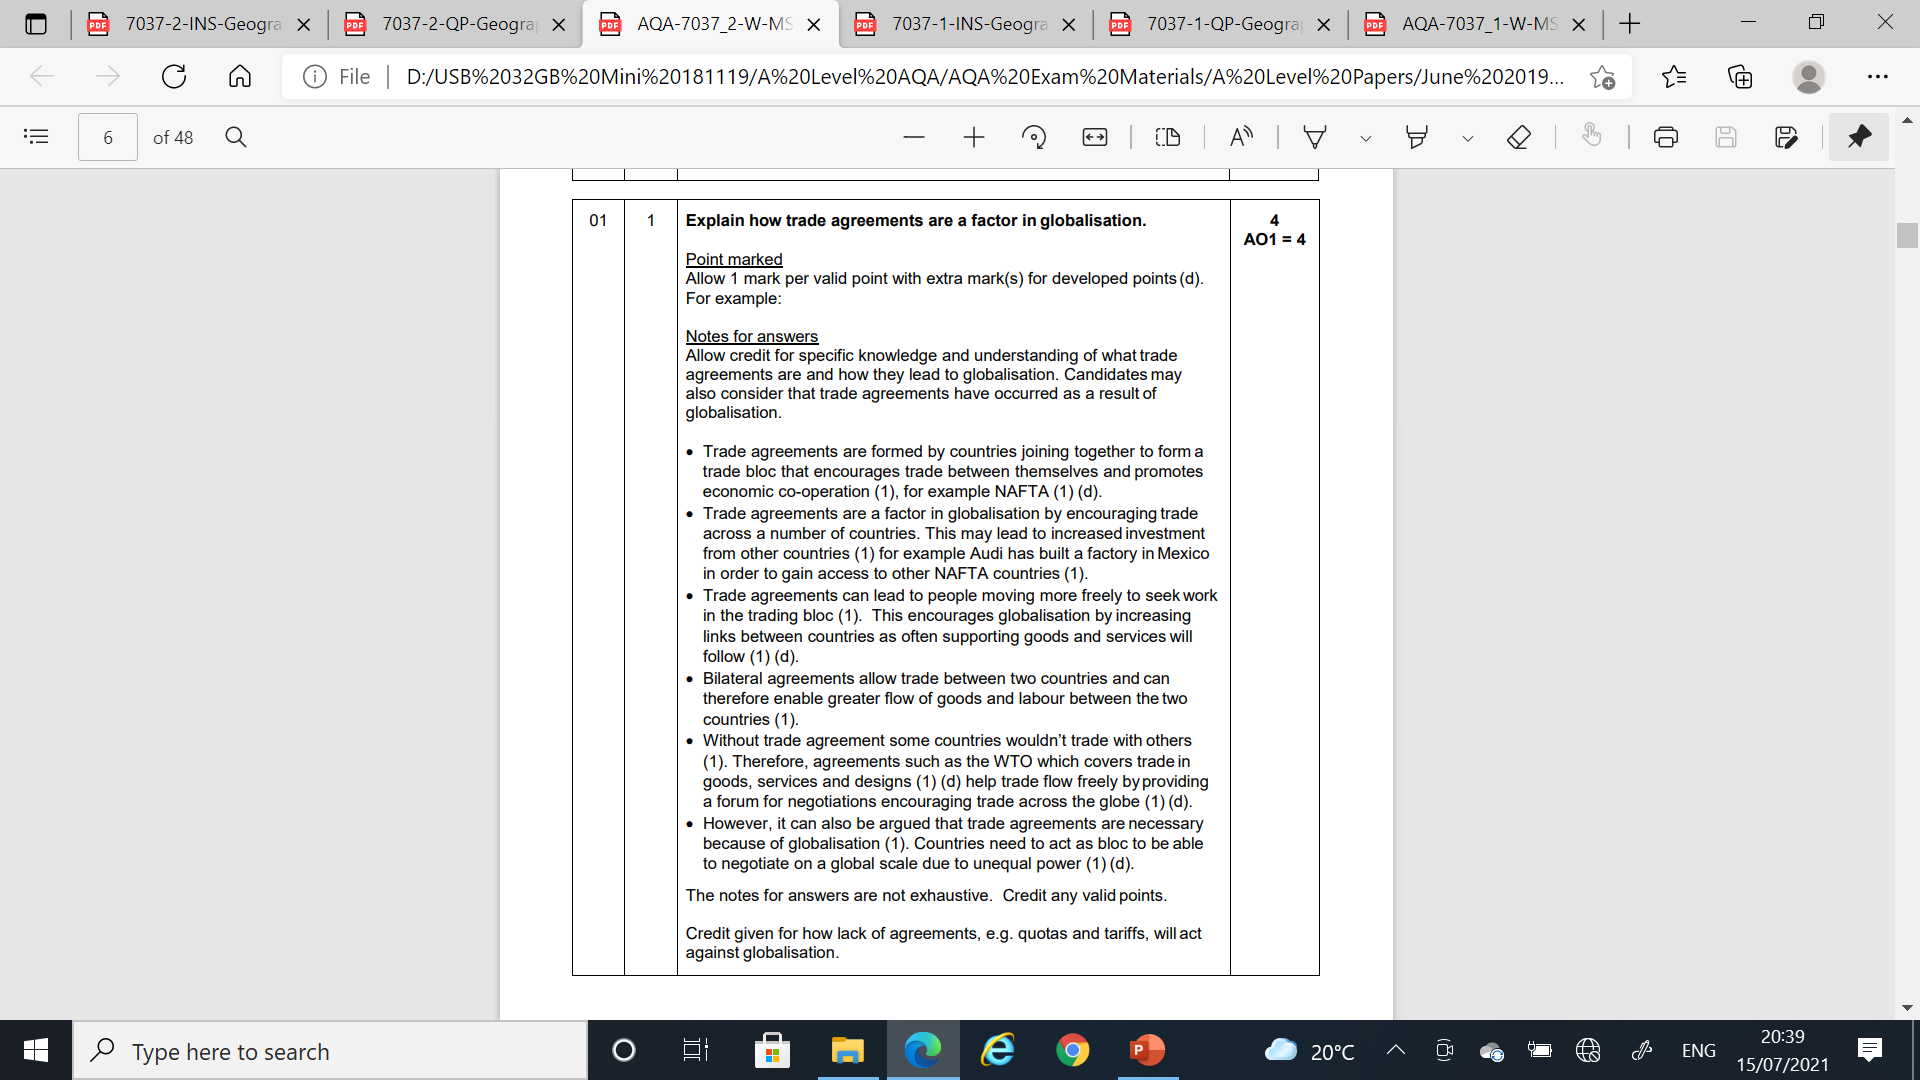 7037-2-INS-Geogra
7037-2-QP-Geogra
AQA-7037_2-W-MS
7037-1-INS-Geogra
7037-1-QP-Geogra
AQA-7037_1-W-MS
File
D:/USB%2032GB%20Mini%20181119/A%20Level%20AQA/AQA%20Exam%20Materials/A%20Level%20Papers/June%202019...
6 of 48
01 1 Explain how trade agreements are a factor in globalisation. 4
AO1 = 4
Point marked
Allow 1 mark per valid point with extra mark(s) for developed points (d).
For example:
Notes for answers
Allow credit for specific knowledge and understanding of what trade
agreements are and how they lead to globalisation. Candidates may
also consider that trade agreements have occurred as a result of
globalisation.
• Trade agreements are formed by countries joining together to form a
trade bloc that encourages trade between themselves and promotes
economic co-operation (1), for example NAFTA (1) (d).
• Trade agreements are a factor in globalisation by encouraging trade
across a number of countries. This may lead to increased investment
from other countries (1) for example Audi has built a factory in Mexico
in order to gain access to other NAFTA countries (1).
• Trade agreements can lead to people moving more freely to seek work
in the trading bloc (1). This encourages globalisation by increasing
links between countries as often supporting goods and services will
follow (1) (d).
• Bilateral agreements allow trade between two countries and can
therefore enable greater flow of goods and labour between the two
countries (1).
• Without trade agreement some countries wouldn't trade with others
(1). Therefore, agreements such as the WTO which covers trade in
goods, services and designs (1) (d) help trade flow freely by providing
a forum for negotiations encouraging trade across the globe (1) (d).
• However, it can also be argued that trade agreements are necessary
because of globalisation (1). Countries need to act as bloc to be able
to negotiate on a global scale due to unequal power (1) (d).
The notes for answers are not exhaustive. Credit any valid points.
Credit given for how lack of agreements, e.g. quotas and tariffs, will act
against globalisation.
Type here to search
20°C
ENG
20:39
15/07/2021